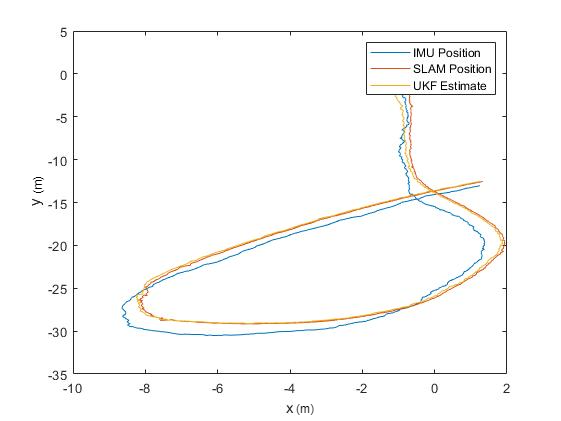 5
0
-5
-10
-15
-20
-25
-30
-35
y (m)
IMU Position
SLAM Position
UKF Estimate
-10 -8 -6 -4 -2 0 2
x (m)